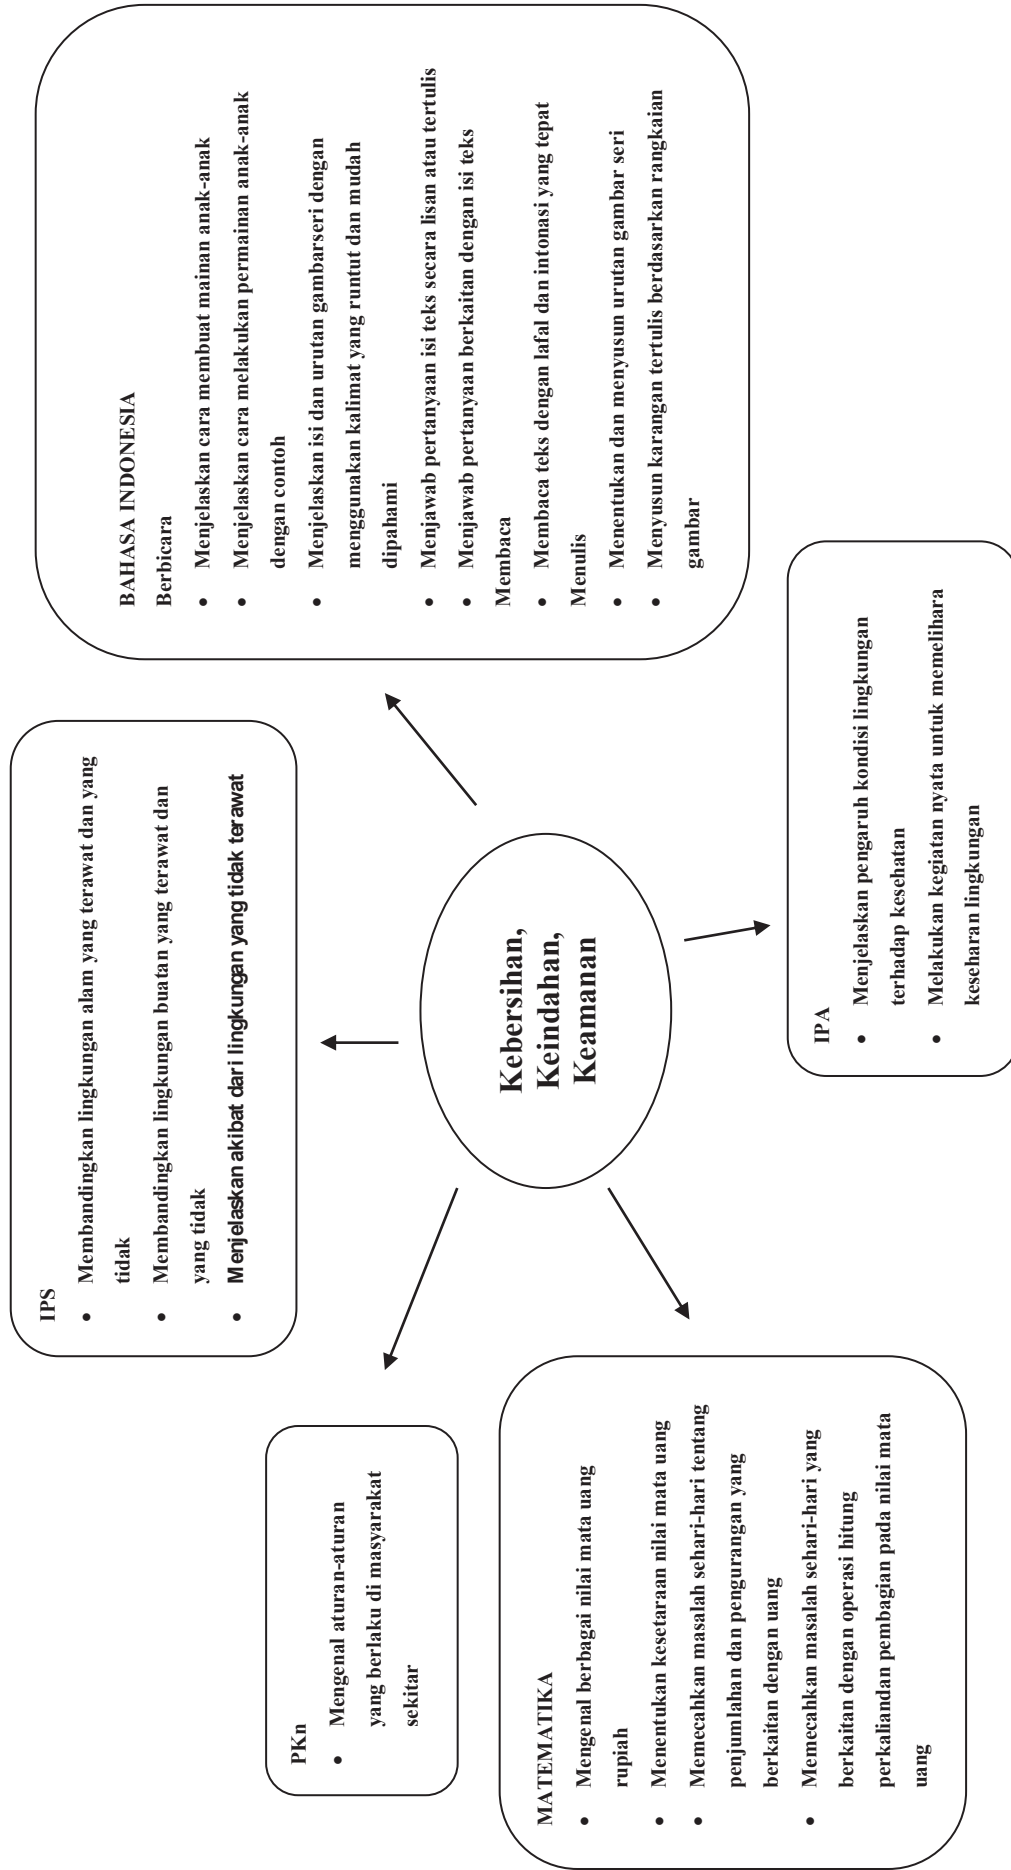 PKn
• Mengenal aturan-aturan
yang berlaku di masyarakat
sekitar
IPS
• Membandingkan lingkungan alam yang terawat dan yang
tidak
• Membandingkan lingkungan buatan yang terawat dan
yang tidak
• Menjelaskan akibat dari lingkungan yang tidak terawat
BAHASA INDONESIA
Berbicara
• Menjelaskan cara membuat mainan anak-anak
• Menjelaskan cara melakukan permainan anak-anak
dengan contoh
• Menjelaskan isi dan urutan gambarseri dengan
menggunakan kalimat yang runtut dan mudah
dipahami
• Menjawab pertanyaan isi teks secara lisan atau tertulis
• Menjawab pertanyaan berkaitan dengan isi teks
Membaca
• Membaca teks dengan lafal dan intonasi yang tepat
Menulis
• Menentukan dan menyusun urutan gambar seri
• Menyusun karangan tertulis berdasarkan rangkaian
gambar
Kebersihan,
Keindahan,
Keamanan
MATEMATIKA
• Mengenal berbagai nilai mata uang
rupiah
• Menentukan kesetaraan nilai mata uang
• Memecahkan masalah sehari-hari tentang
penjumlahan dan pengurangan yang
berkaitan dengan uang
• Memecahkan masalah sehari-hari yang
berkaitan dengan operasi hitung
perkaliandan pembagian pada nilai mata
uang
IPA
• Menjelaskan pengaruh kondisi lingkungan
terhadap kesehatan
• Melakukan kegiatan nyata untuk memelihara
keseharan lingkungan